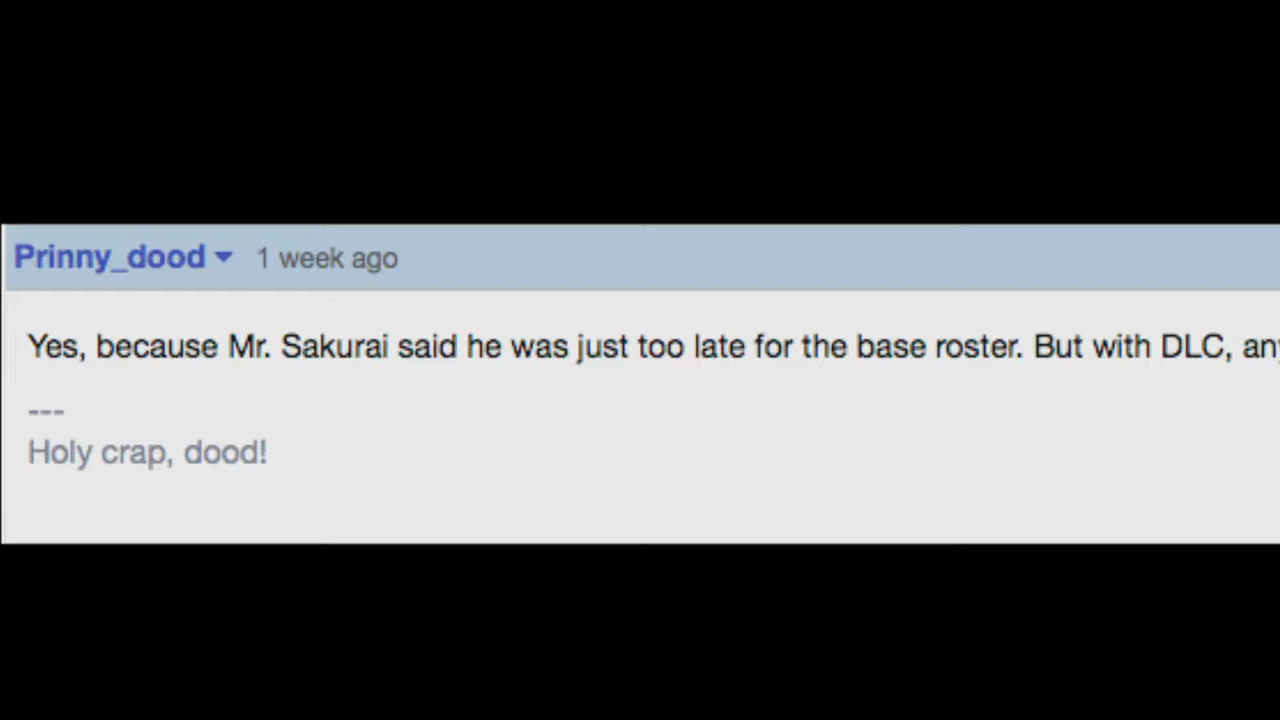 Prinny_dood 1 week ago
Yes, because Mr. Sakurai said he was just too late for the base roster. But with DLC,
---
Holy crap, dood!